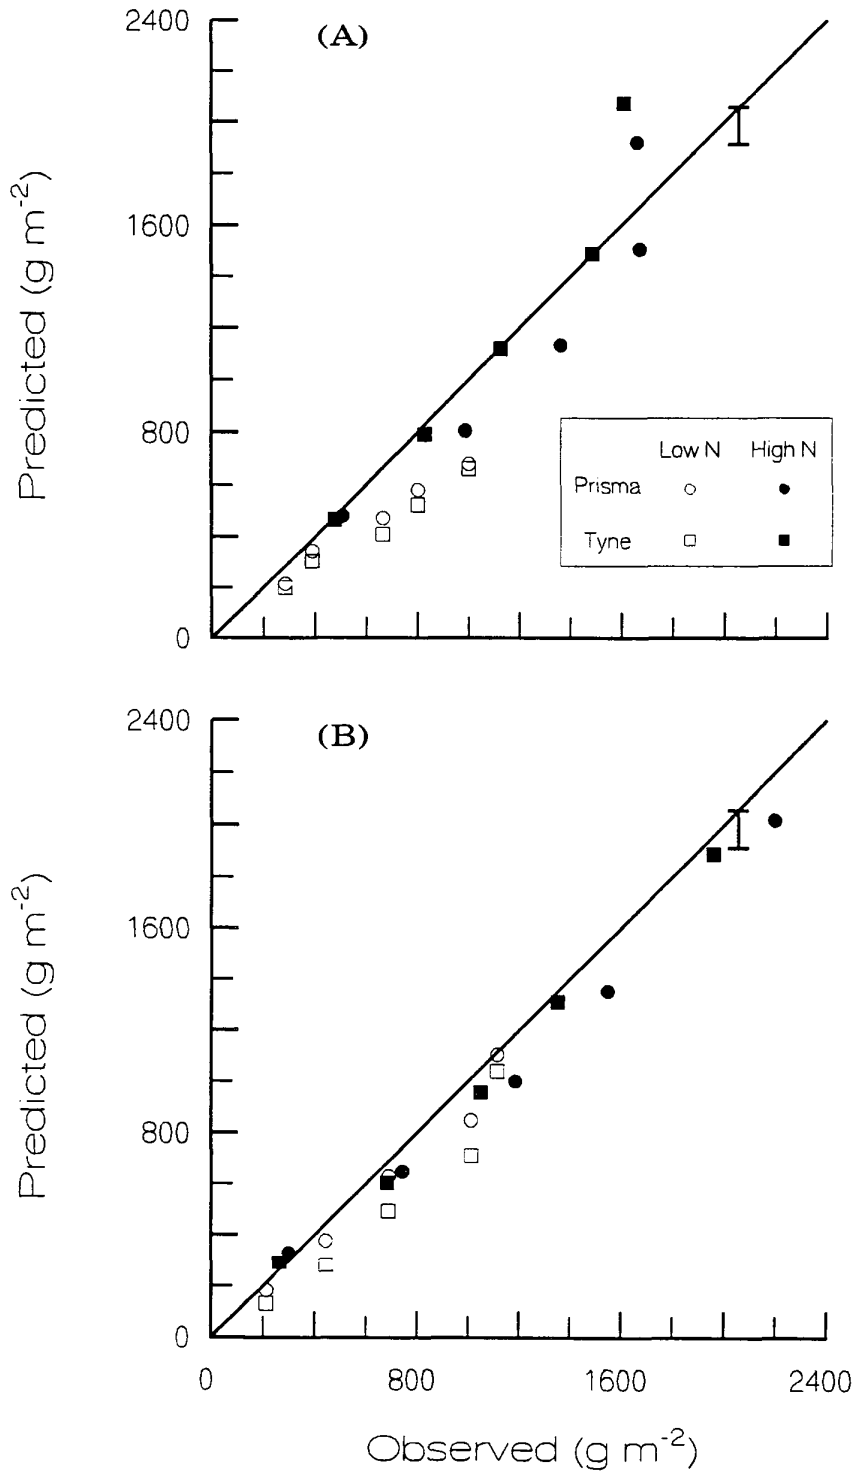 2400
(A)
1600
800
0
Predicted (g m-2)
Low N High N
Prisma
Tyne
2400
(B)
1600
800
0
Predicted (g m-2)
0 800 1600 2400
Observed (g m-2)